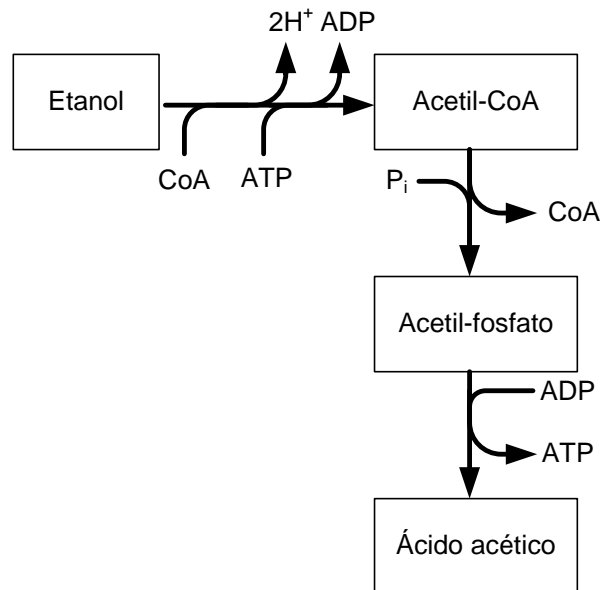 2H⁺ ADP
Etanol
Acetil-CoA
CoA
ATP
Pᵢ
CoA
Acetil-fosfato
ADP
ATP
Ácido acético